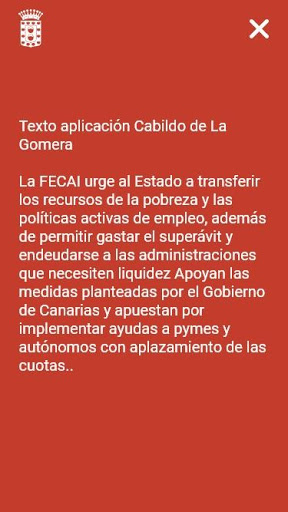 Texto aplicación Cabildo de La
Gomera
La FECAI urge al Estado a transferir
los recursos de la pobreza y las
políticas activas de empleo, además
de permitir gastar el superávit y
endeudarse a las administraciones
que necesiten liquidez Apoyan las
medidas planteadas por el Gobierno
de Canarias y apuestan por
implementar ayudas a pymes y
autónomos con aplazamiento de las
cuotas..